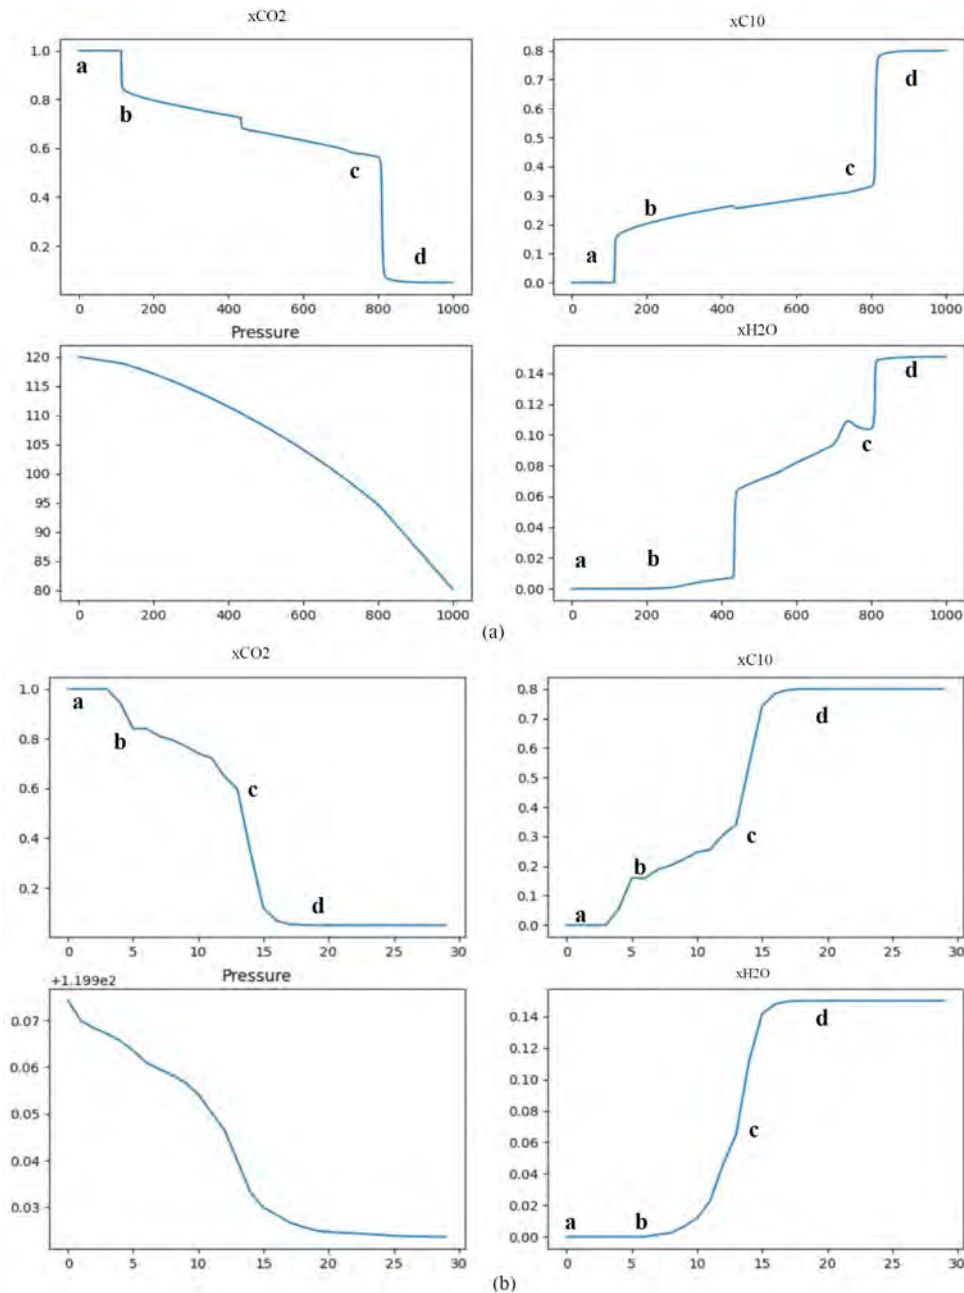 xCO2
xC10
1.0
0.8
0.6
0.4
0.2
a
b
c
d
0 200 400 600 800 1000
0.8
0.7
0.6
0.5
0.4
0.3
0.2
0.1
0.0
a
b
c
d
0 200 400 600 800 1000
Pressure
xH2O
120
115
110
105
100
95
90
85
80
0 200 400 600 800 1000
0.14
0.12
0.10
0.08
0.06
0.04
0.02
0.00
a
b
c
d
0 200 400 600 800 1000
(a)
xCO2
xC10
1.0
0.8
0.6
0.4
0.2
a
b
c
d
0 5 10 15 20 25 30
0.8
0.7
0.6
0.5
0.4
0.3
0.2
0.1
0.0
a
b
c
d
0 5 10 15 20 25 30
+1.199e2
Pressure
xH2O
0.07
0.06
0.05
0.04
0.03
0 5 10 15 20 25 30
0.14
0.12
0.10
0.08
0.06
0.04
0.02
0.00
a
b
c
d
0 5 10 15 20 25 30
(b)